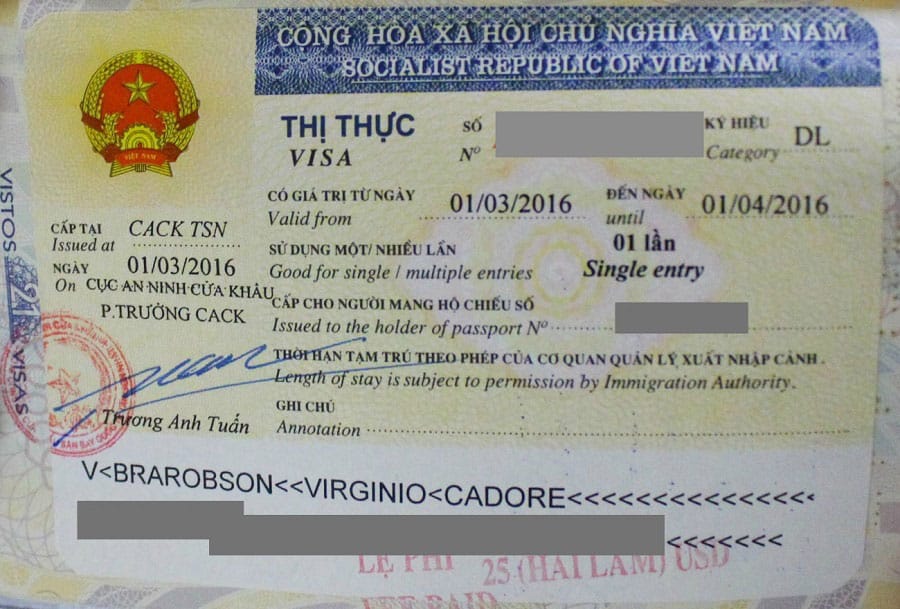 CỘNG HÒA XÃ HỘI CHỦ NGHĨA VIỆT NAM
SOCIALIST REPUBLIC OF VIET NAM
VIỆT NAM
THỊ THỰC
VISA
SỐ
Nº
KÝ HIỆU
Category
DL
CÓ GIÁ TRỊ TỪ NGÀY
Valid from
01/03/2016
ĐẾN NGÀY
until
01/04/2016
CẤP TẠI
Issued at
CACK TSN
NGÀY
On
01/03/2016
CỤC AN NINH CỬA KHẨU
P.TRƯỞNG CACK
Trương Anh Tuấn
SỬ DỤNG MỘT/ NHIỀU LẦN
Good for single / multiple entries
01 lần
Single entry
CẤP CHO NGƯỜI MANG HỘ CHIẾU SỐ
Issued to the holder of passport Nº
THỜI HẠN TẠM TRÚ THEO PHÉP CỦA CƠ QUAN QUẢN LÝ XUẤT NHẬP CẢNH .
Length of stay is subject to permission by Immigration Authority.
GHI CHÚ
Annotation
V<BRAROBSON<<VIRGINIO<CADORE<<<<<<<<<<<<<<<
<<<<<<<
LỆ PHÍ 25 (HAI LĂM) USD
FEE PAID
VISTOS
VISAS